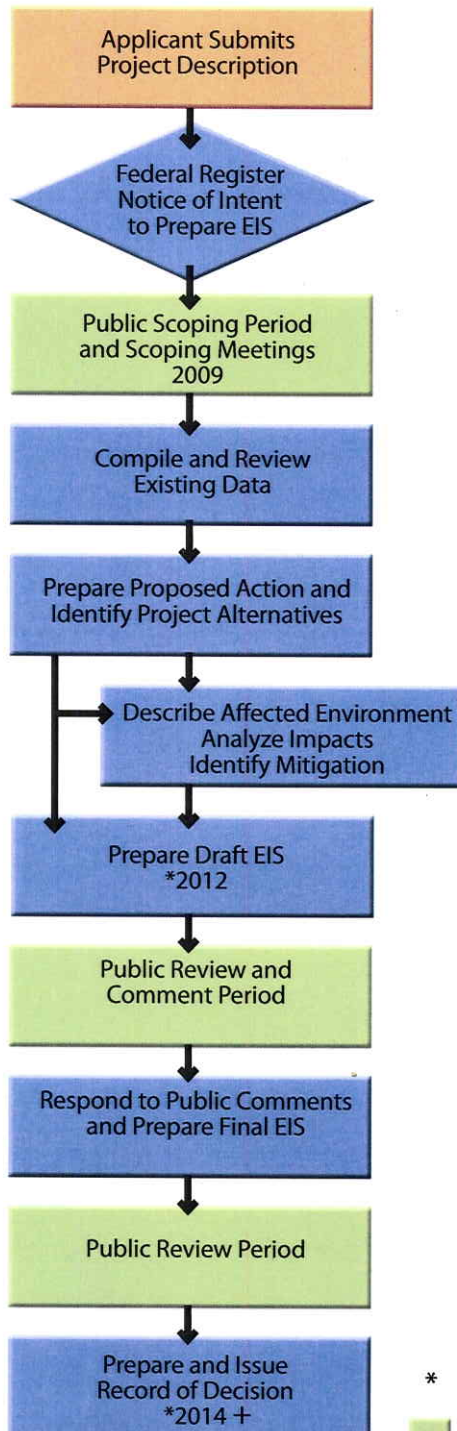 Applicant Submits
Project Description
Federal Register
Notice of Intent
to Prepare EIS
Public Scoping Period
and Scoping Meetings
2009
Compile and Review
Existing Data
Prepare Proposed Action and
Identify Project Alternatives
Describe Affected Environment
Analyze Impacts
Identify Mitigation
Prepare Draft EIS
*2012
Public Review and
Comment Period
Respond to Public Comments
and Prepare Final EIS
Public Review Period
Prepare and Issue
Record of Decision
*2014 +
*